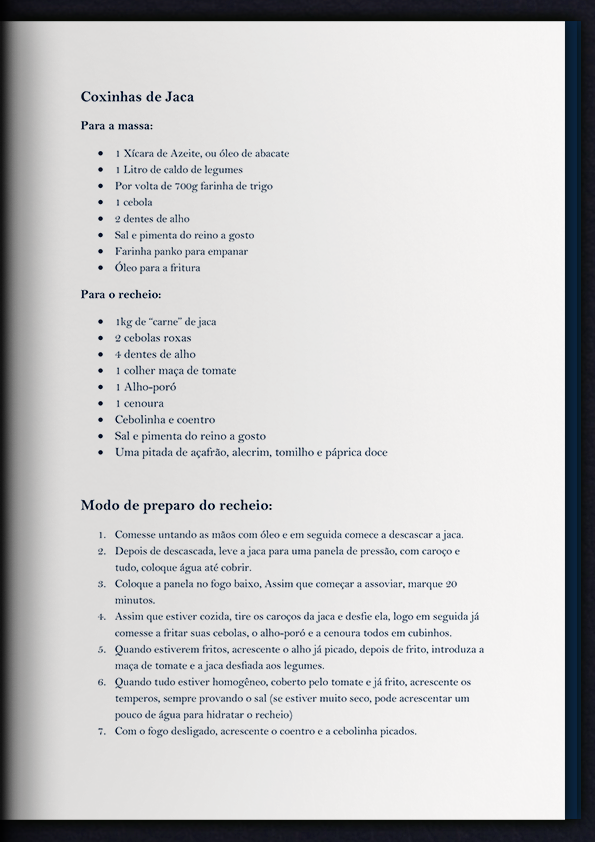 Coxinhas de Jaca
Para a massa:
• 1 Xícara de Azeite, ou óleo de abacate
• 1 Litro de caldo de legumes
• Por volta de 700g farinha de trigo
• 1 cebola
• 2 dentes de alho
• Sal e pimenta do reino a gosto
• Farinha panko para empanar
• Óleo para a fritura
Para o recheio:
• 1kg de “carne” de jaca
• 2 cebolas roxas
• 4 dentes de alho
• 1 colher maça de tomate
• 1 Alho-poró
• 1 cenoura
• Cebolinha e coentro
• Sal e pimenta do reino a gosto
• Uma pitada de açafrão, alecrim, tomilho e páprica doce
Modo de preparo do recheio:
1. Comesse untando as mãos com óleo e em seguida comece a descascar a jaca.
2. Depois de descascada, leve a jaca para uma panela de pressão, com caroço e
tudo, coloque água até cobrir.
3. Coloque a panela no fogo baixo, Assim que começar a assoviar, marque 20
minutos.
4. Assim que estiver cozida, tire os caroços da jaca e desfie ela, logo em seguida já
comesse a fritar suas cebolas, o alho-poró e a cenoura todos em cubinhos.
5. Quando estiverem fritos, acrescente o alho já picado, depois de frito, introduza a
maça de tomate e a jaca desfiada aos legumes.
6. Quando tudo estiver homogêneo, coberto pelo tomate e já frito, acrescente os
temperos, sempre provando o sal (se estiver muito seco, pode acrescentar um
pouco de água para hidratar o recheio)
7. Com o fogo desligado, acrescente o coentro e a cebolinha picados.